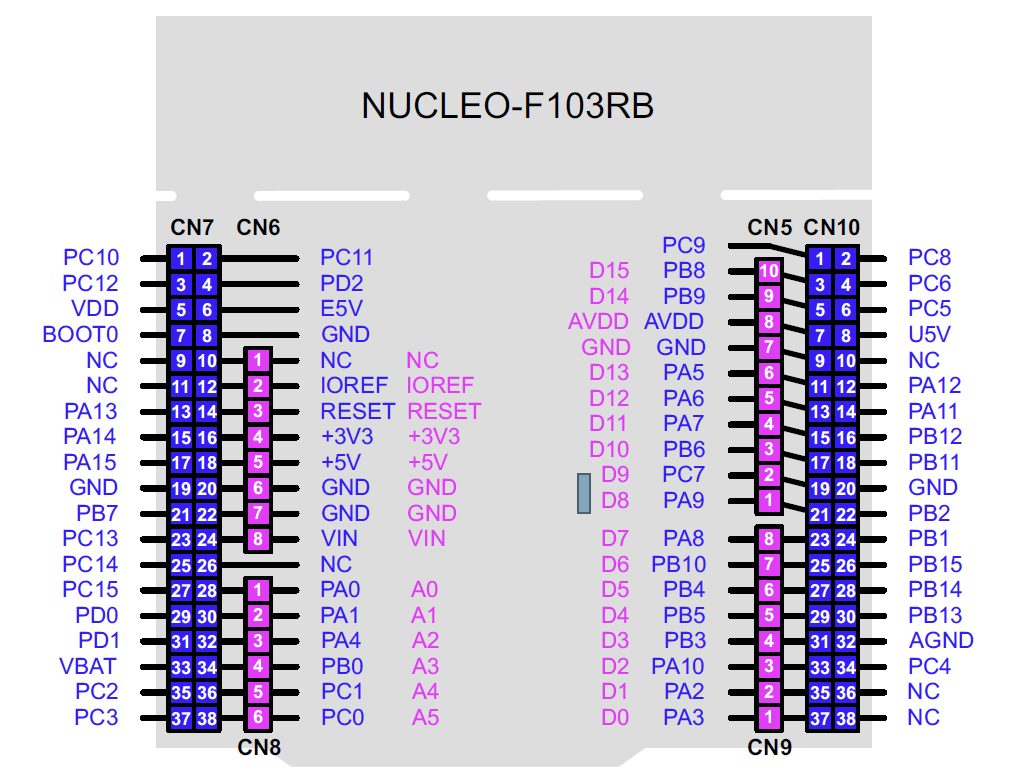 NUCLEO-F103RB
CN7 CN6 CN5 CN10
PC9
PC10 1 2 PC11 1 2 PC8
PC12 3 4 PD2 D15 PB8 10 3 4 PC6
VDD 5 6 E5V D14 PB9 9 5 6 PC5
BOOT0 7 8 GND AVDD AVDD 8 7 8 U5V
NC 9 10 1 NC NC GND GND 7 9 10 NC
NC 11 12 2 IOREF IOREF D13 PA5 6 11 12 PA12
PA13 13 14 3 RESET RESET D12 PA6 5 13 14 PA11
PA14 15 16 4 +3V3 +3V3 D11 PA7 4 15 16 PB12
PA15 17 18 5 +5V +5V D10 PB6 3 17 18 PB11
GND 19 20 6 GND GND D9 PC7 2 19 20 GND
PB7 21 22 7 GND GND D8 PA9 1 21 22 PB2
PC13 23 24 8 VIN VIN D7 PA8 8 23 24 PB1
PC14 25 26 NC D6 PB10 7 25 26 PB15
PC15 27 28 1 PA0 A0 D5 PB4 6 27 28 PB14
PD0 29 30 2 PA1 A1 D4 PB5 5 29 30 PB13
PD1 31 32 3 PA4 A2 D3 PB3 4 31 32 AGND
VBAT 33 34 4 PB0 A3 D2 PA10 3 33 34 PC4
PC2 35 36 5 PC1 A4 D1 PA2 2 35 36 NC
PC3 37 38 6 PC0 A5 D0 PA3 1 37 38 NC
CN8 CN9